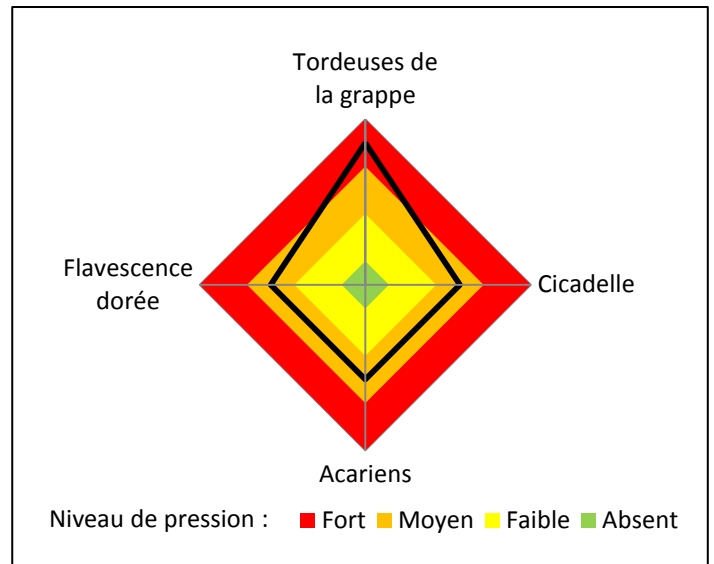 Tordeuses de
la grappe
Flavescence
dorée
Cicadelle
Acariens
Niveau de pression : Fort Moyen Faible Absent